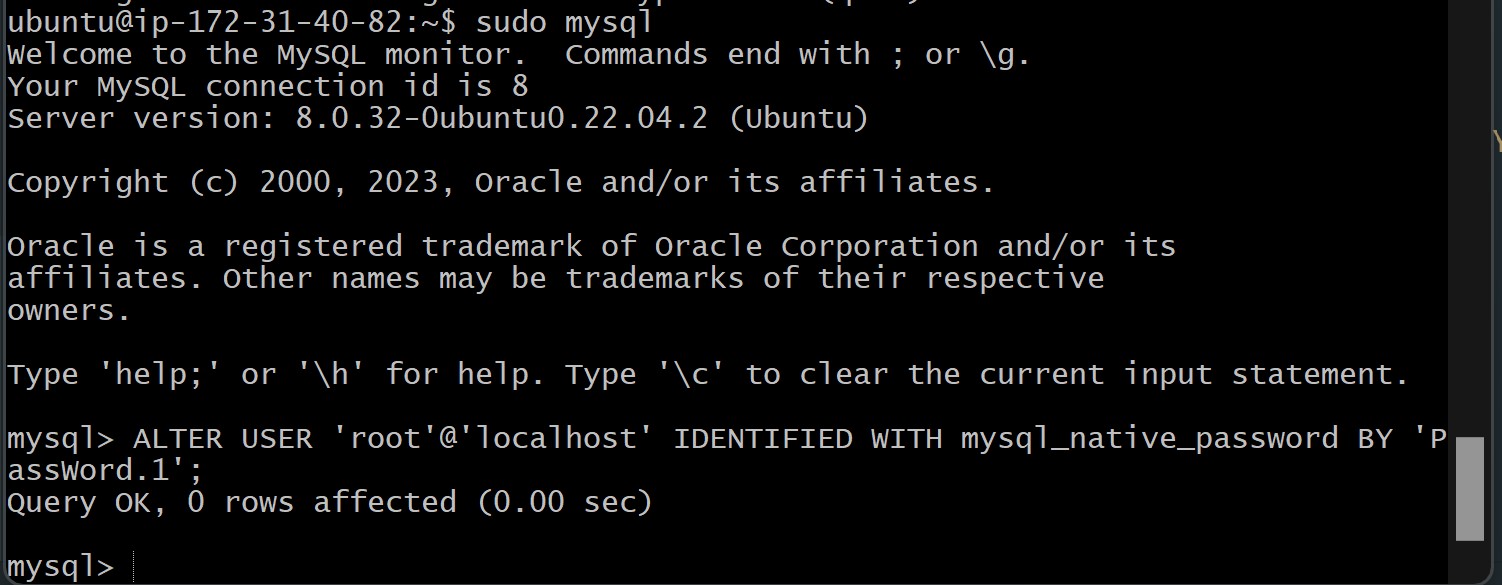 ubuntu@ip-172-31-40-82:~$ sudo mysql
Welcome to the MySQL monitor.  Commands end with ; or \g.
Your MySQL connection id is 8
Server version: 8.0.32-0ubuntu0.22.04.2 (Ubuntu)
Copyright (c) 2000, 2023, Oracle and/or its affiliates.
Oracle is a registered trademark of Oracle Corporation and/or its
affiliates. Other names may be trademarks of their respective
owners.
Type 'help;' or '\h' for help. Type '\c' to clear the current input statement.
mysql> ALTER USER 'root'@'localhost' IDENTIFIED WITH mysql_native_password BY 'P
assWord.1';
Query OK, 0 rows affected (0.00 sec)
mysql>